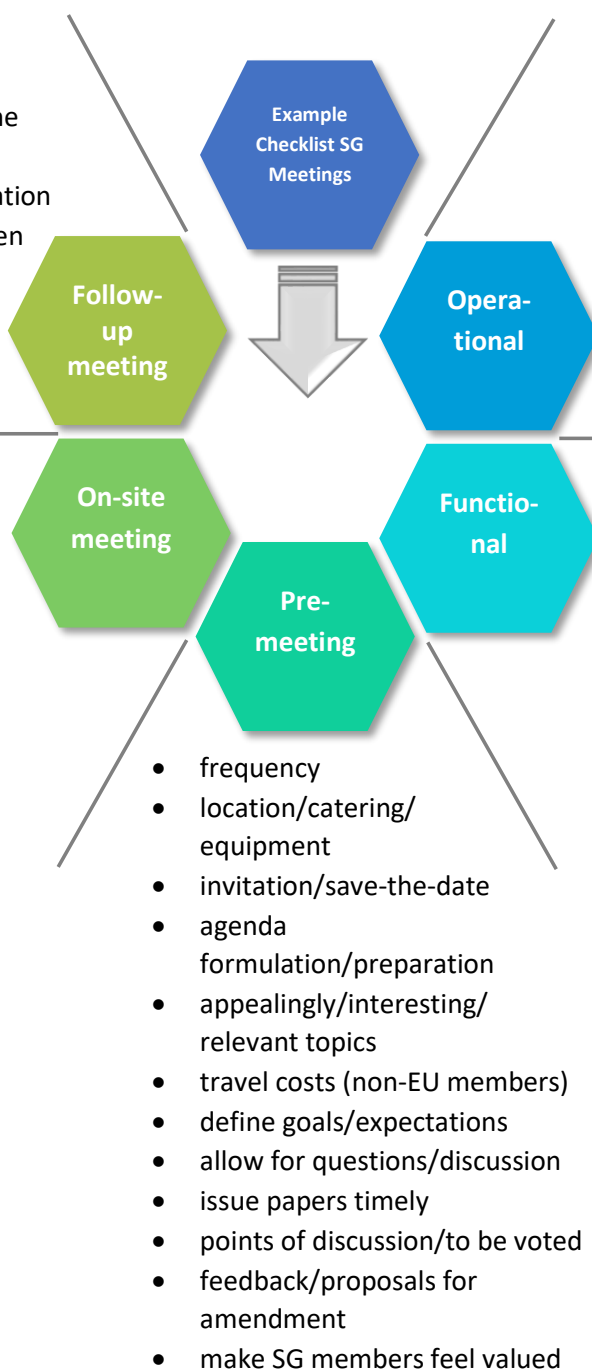 Example
Checklist SG
Meetings
ation
en
Follow-
up
meeting
Opera-
tional
On-site
meeting
Functio-
nal
Pre-
meeting
• frequency
• location/catering/
equipment
• invitation/save-the-date
• agenda
formulation/preparation
• appealingly/interesting/
relevant topics
• travel costs (non-EU members)
• define goals/expectations
• allow for questions/discussion
• issue papers timely
• points of discussion/to be voted
• feedback/proposals for
amendment
• make SG members feel valued